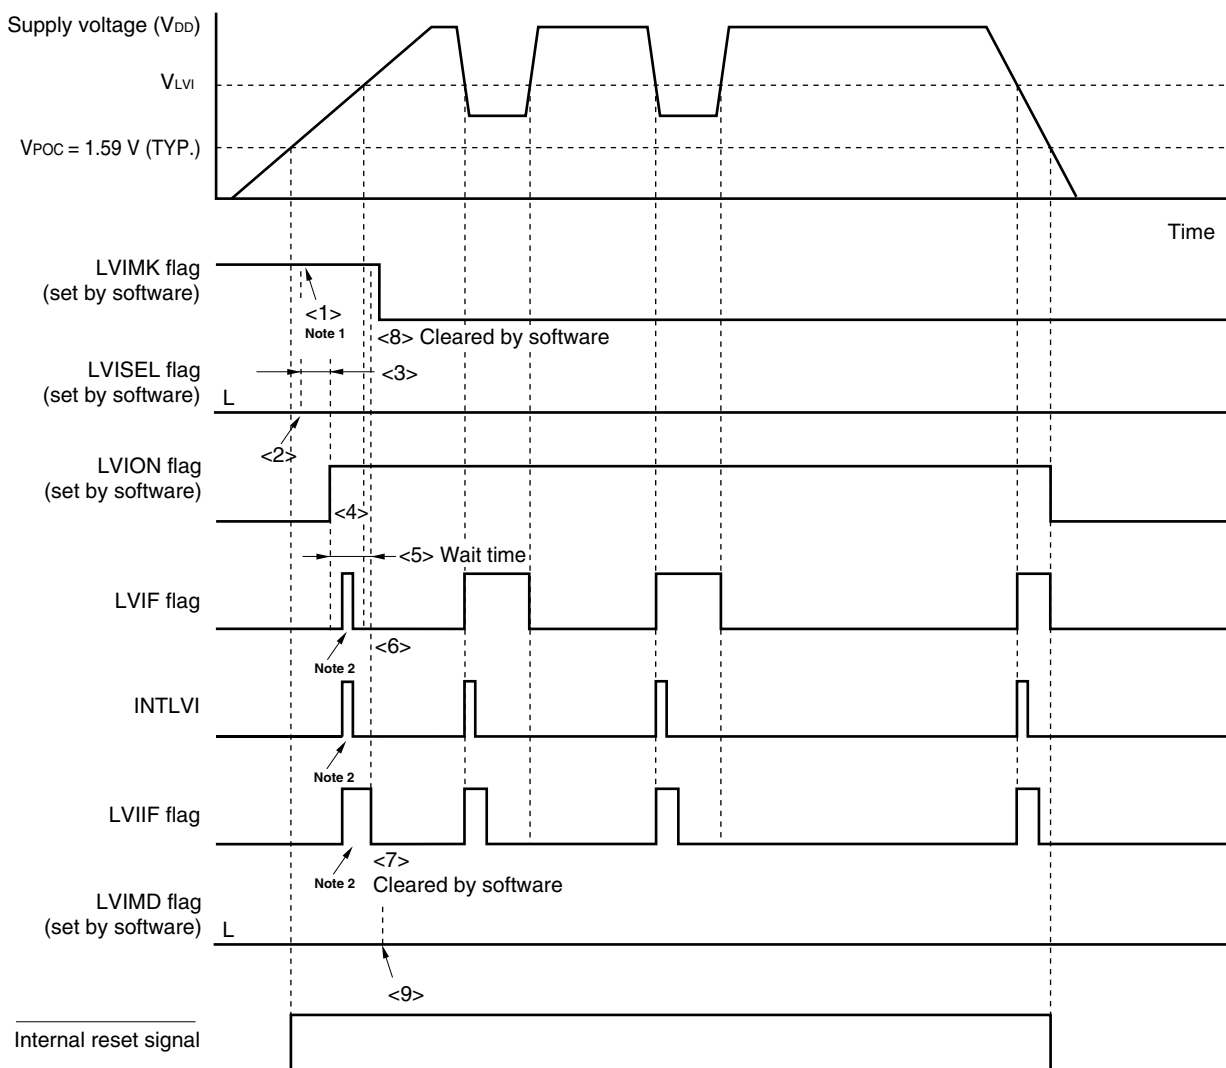 Supply voltage (VDD)
VLVI
VPOC = 1.59 V (TYP.)
Time
LVIMK flag
(set by software)
<1>
Note 1
<8> Cleared by software
LVISEL flag
(set by software)
L
<3>
<2>
LVION flag
(set by software)
<4>
<5> Wait time
LVIF flag
Note 2
<6>
INTLVI
Note 2
LVIIF flag
Note 2
<7>
Cleared by software
LVIMD flag
(set by software)
L
<9>
Internal reset signal